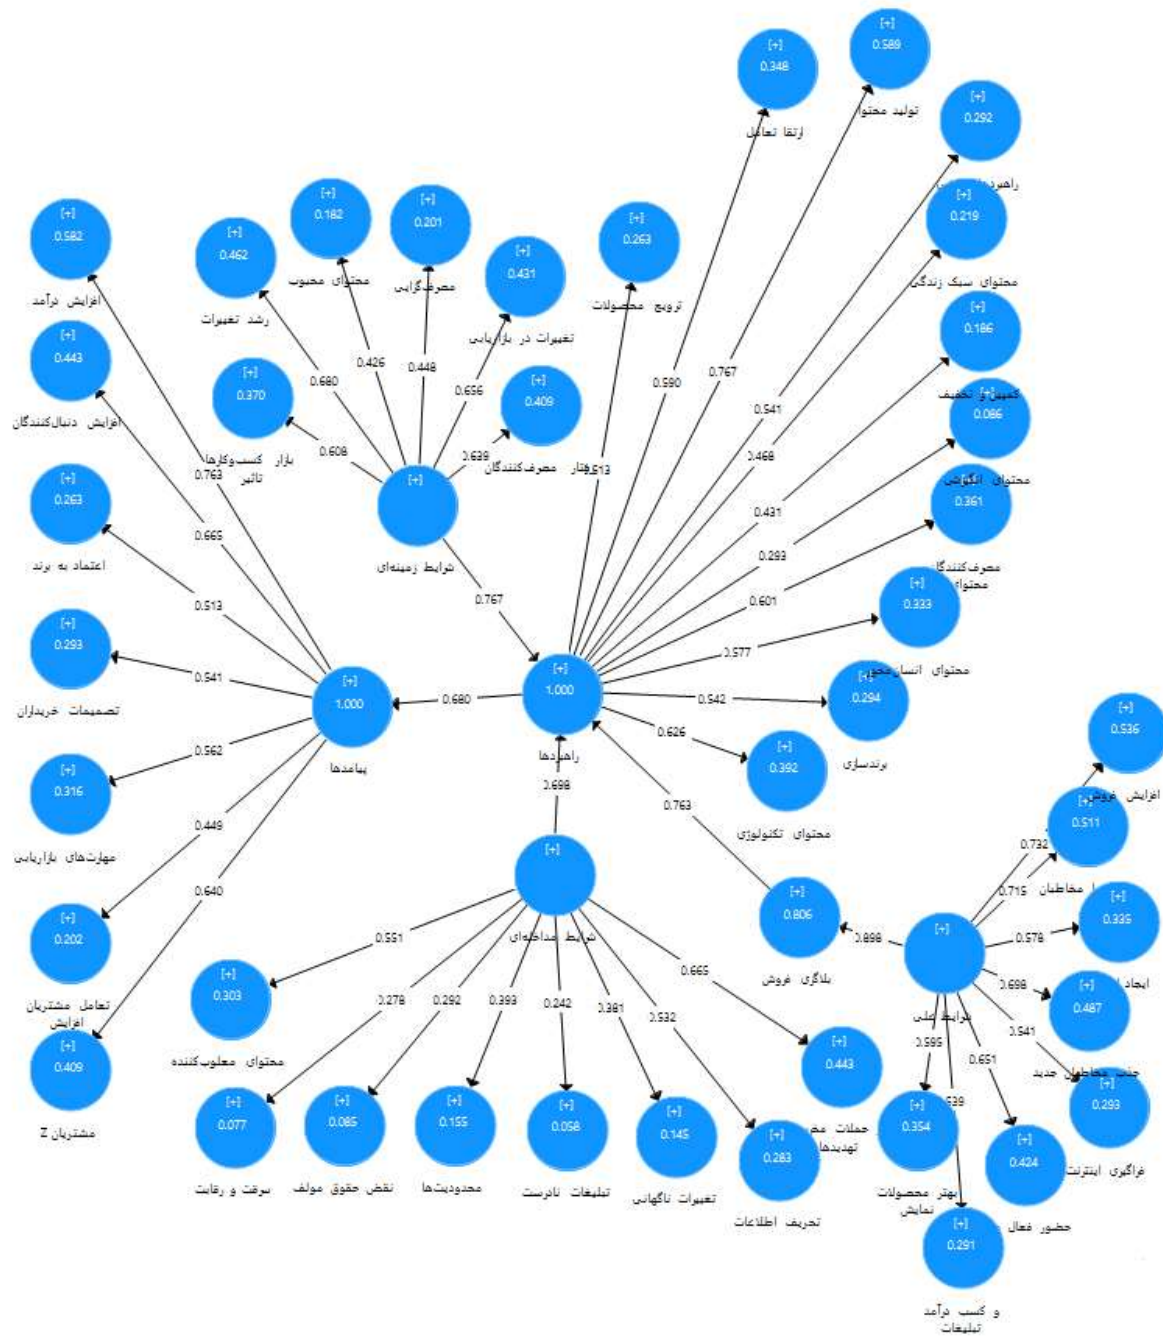 [+]
0.348
ارتقا تعامل
[+]
0.589
تولید محتوا
[+]
0.292
[+]
0.219
محتوای سبک زندگی
[+]
0.186
کمپین و تخفیف
[+]
0.086
محتوای انگیزشی
0.361
مصرف‌کنندگان
محتوای
[+]
0.333
محتوای انسان‌محور
[+]
0.294
برندسازی
[+]
0.392
محتوای تکنولوژی
[+]
0.263
ترویج محصولات
0.590
0.767
0.541
0.468
0.431
0.293
0.601
0.577
0.542
0.626
[+]
0.582
افزایش درآمد
[+]
0.443
افزایش دنبال‌کنندگان
[+]
0.263
اعتماد به برند
[+]
0.293
تصمیمات خریداران
[+]
0.316
مهارت‌های بازاریابی
[+]
0.202
تعامل مشتریان
افزایش
[+]
0.409
مشتریان Z
0.763
0.665
0.513
0.541
0.562
0.449
0.640
[+]
1.000
پیامدها
0.680
[+]
1.000
راهبردها
[+]
0.462
رشد تغییرات
[+]
0.182
محتوای محبوب
[+]
0.201
مصرف‌گرایی
[+]
0.431
تغییرات در بازاریابی
[+]
0.370
بازار کسب‌وکارها
تاثیر
[+]
0.409
مصرف‌کنندگان
0.680
0.426
0.448
0.656
0.608
0.639
[+]
شرایط زمینه‌ای
0.767
0.698
[+]
شرایط مداخله‌ای
0.551
0.278
0.292
0.393
0.242
0.381
0.532
0.665
[+]
0.303
محتوای مغلوب‌کننده
[+]
0.077
سرقت و رقابت
[+]
0.085
نقض حقوق مولف
[+]
0.155
محدودیت‌ها
[+]
0.058
تبلیغات نادرست
[+]
0.145
تغییرات ناگهانی
[+]
0.283
تحریف اطلاعات
[+]
0.443
حملات
تهدیدها
0.763
[+]
0.806
بلاگری فروش
0.898
[+]
شرایط علی
0.732
0.715
0.578
0.698
0.541
0.651
0.595
[+]
0.536
افزایش فروش
[+]
0.511
مخاطبان
[+]
0.335
ایجاد
[+]
0.487
جذب مخاطبان جدید
[+]
0.293
فراگیری اینترنت
[+]
0.424
حضور فعال
[+]
0.354
بهتر محصولات
نمایش
[+]
0.291
و کسب درآمد
تبلیغات